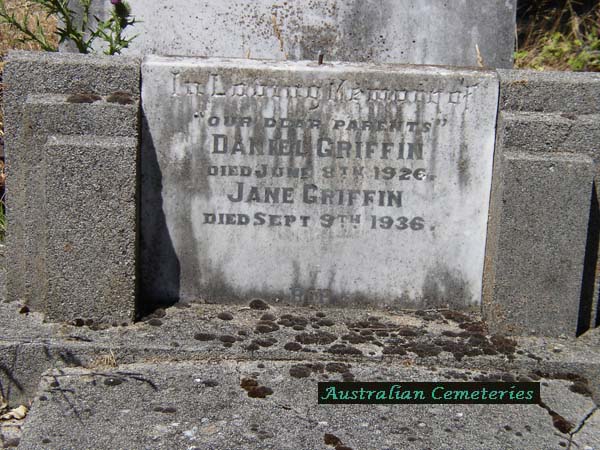 In Loving Memoir of
"OUR DEAR PARENTS"
DANIEL GRIFFIN
DIED JUNE 8TH 1926.
JANE GRIFFIN
DIED SEPT 9TH 1936.
Australian Cemeteries